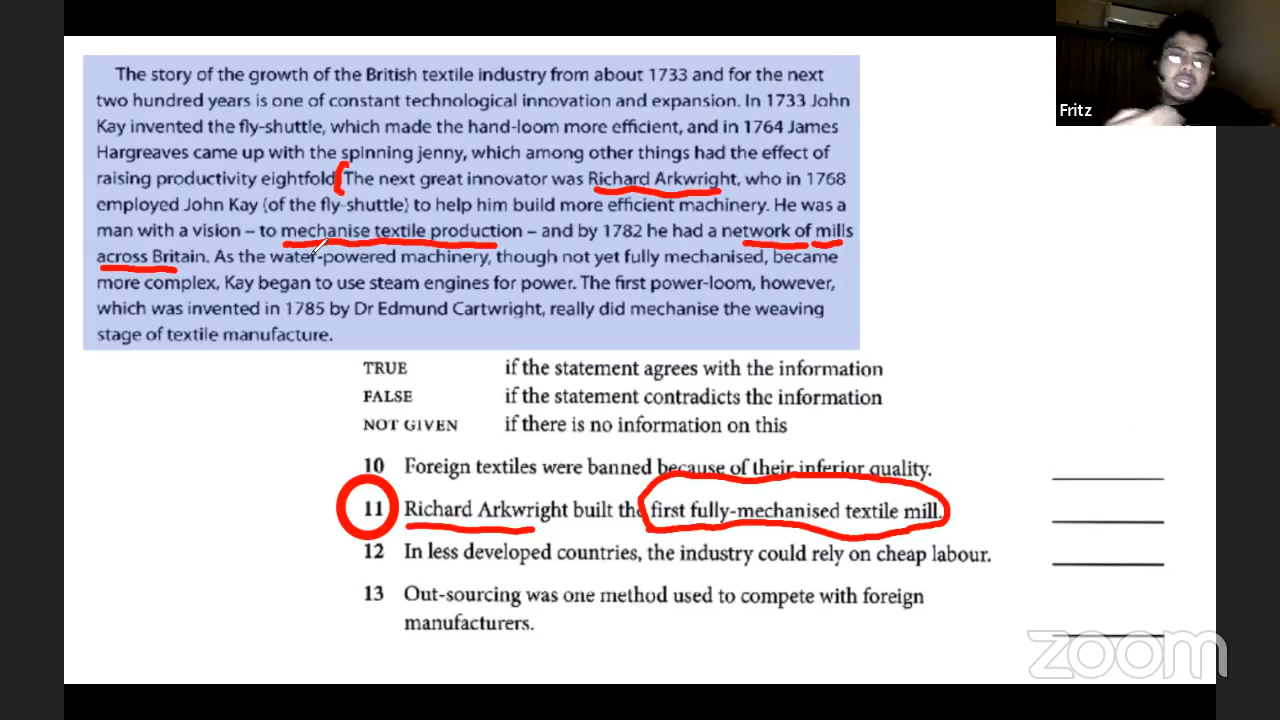 The story of the growth of the British textile industry from about 1733 and for the next
two hundred years is one of constant technological innovation and expansion. In 1733 John
Kay invented the fly-shuttle, which made the hand-loom more efficient, and in 1764 James
Hargreaves came up with the spinning jenny, which among other things had the effect of
raising productivity eightfold. The next great innovator was Richard Arkwright, who in 1768
employed John Kay (of the fly-shuttle) to help him build more efficient machinery. He was a
man with a vision – to mechanise textile production – and by 1782 he had a network of mills
across Britain. As the water-powered machinery, though not yet fully mechanised, became
more complex, Kay began to use steam engines for power. The first power-loom, however,
which was invented in 1785 by Dr Edmund Cartwright, really did mechanise the weaving
stage of textile manufacture.
Fritz
TRUE if the statement agrees with the information
FALSE if the statement contradicts the information
NOT GIVEN if there is no information on this
10 Foreign textiles were banned because of their inferior quality.
11 Richard Arkwright built the first fully-mechanised textile mill.
12 In less developed countries, the industry could rely on cheap labour.
13 Out-sourcing was one method used to compete with foreign
manufacturers.
zoom